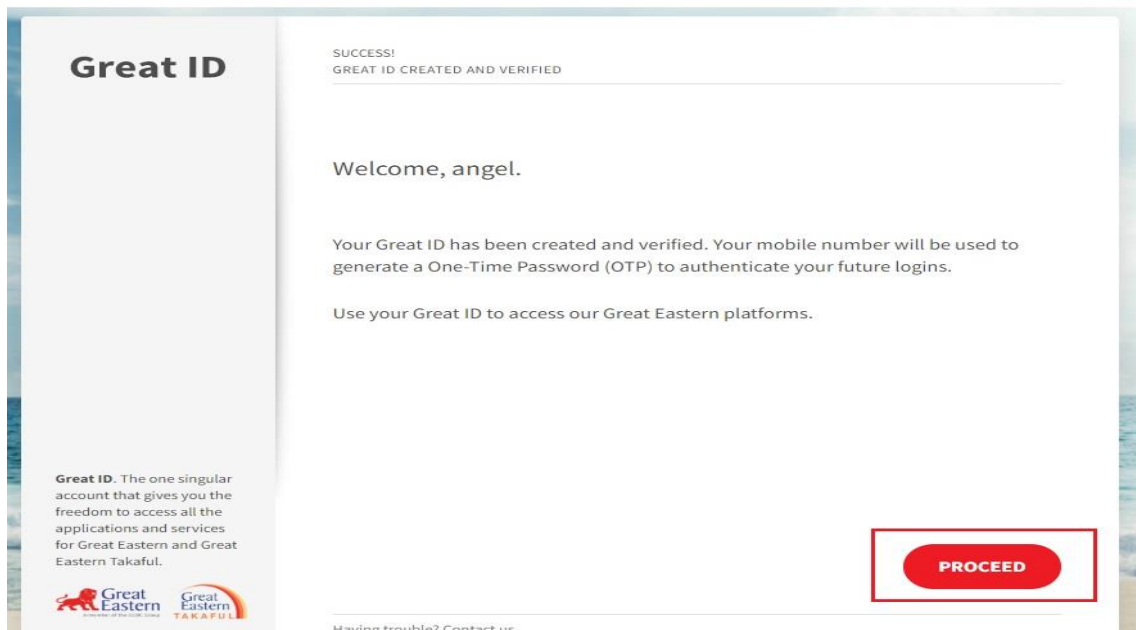 Great ID
SUCCESS!
GREAT ID CREATED AND VERIFIED
Welcome, angel.
Your Great ID has been created and verified. Your mobile number will be used to
generate a One-Time Password (OTP) to authenticate your future logins.
Use your Great ID to access our Great Eastern platforms.
Great ID. The one singular
account that gives you the
freedom to access all the
applications and services
for Great Eastern and Great
Eastern Takaful.
Great
Eastern
Great
Eastern
TAKAFUL
PROCEED
Having trouble? Contact us